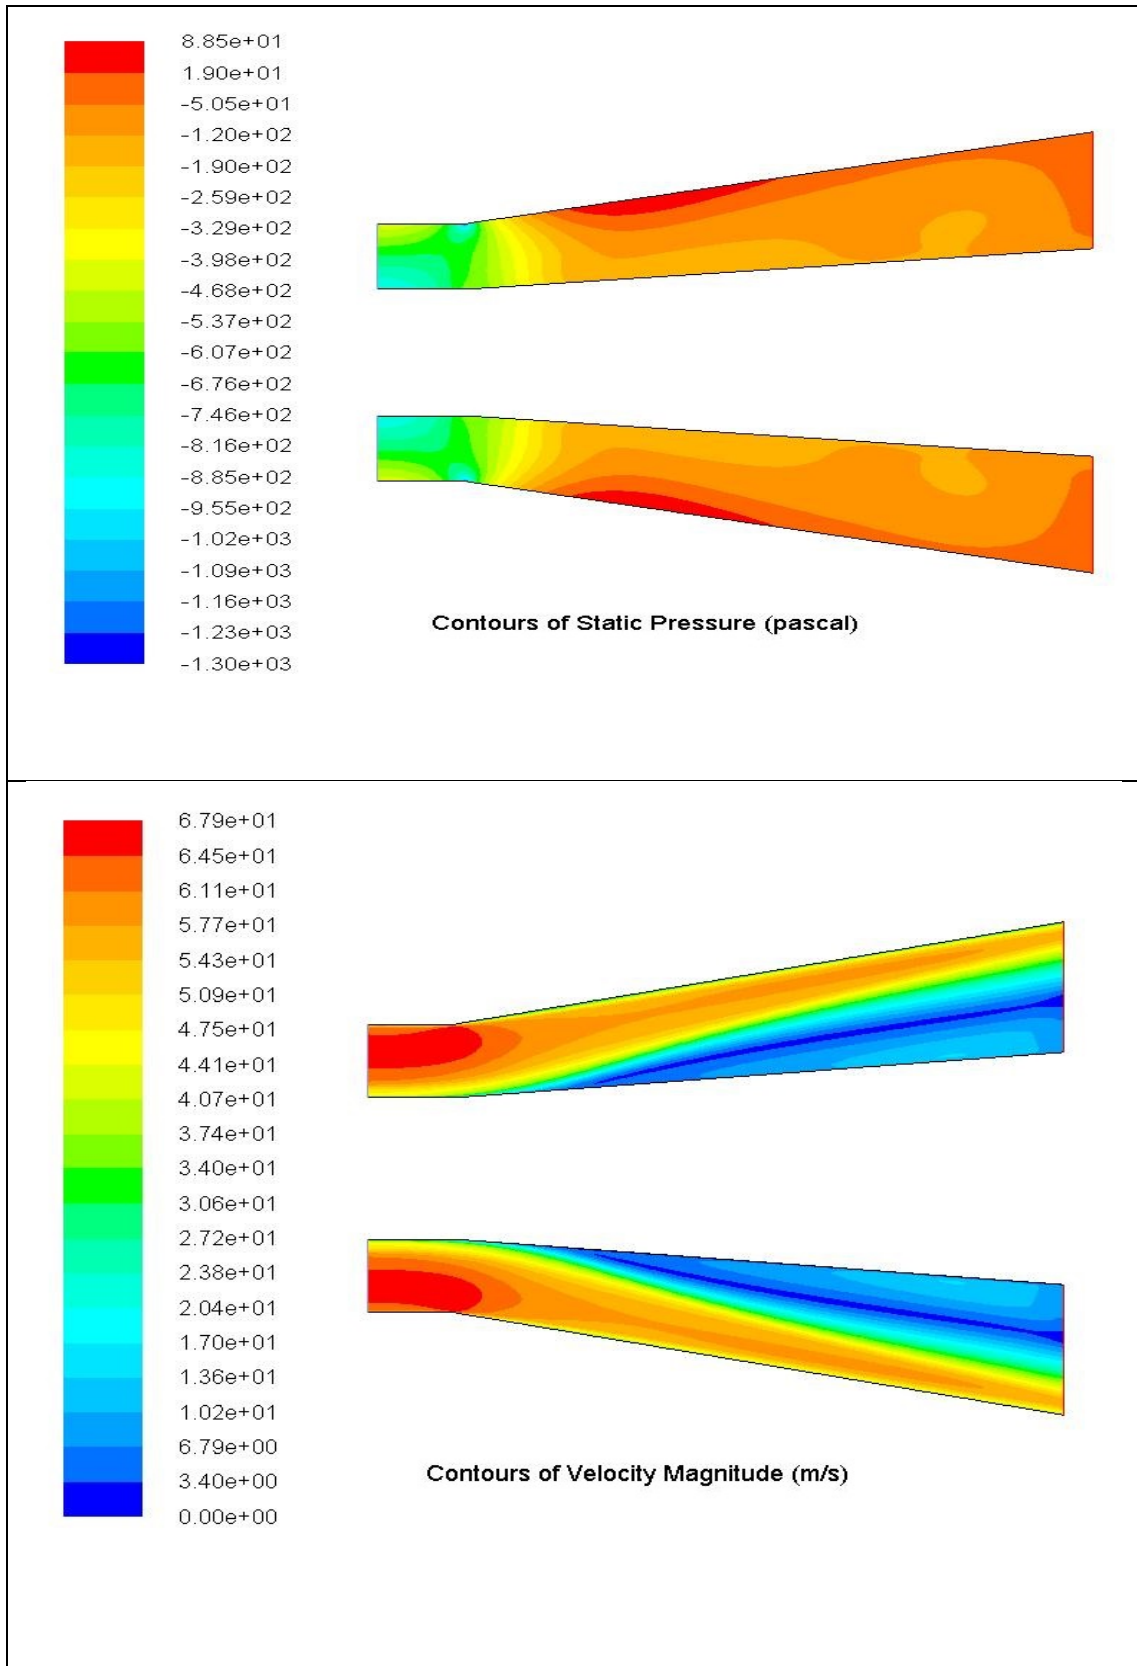 8.85e+01
1.90e+01
-5.05e+01
-1.20e+02
-1.90e+02
-2.59e+02
-3.29e+02
-3.98e+02
-4.68e+02
-5.37e+02
-6.07e+02
-6.76e+02
-7.46e+02
-8.16e+02
-8.85e+02
-9.55e+02
-1.02e+03
-1.09e+03
-1.16e+03
-1.23e+03
-1.30e+03
Contours of Static Pressure (pascal)
6.79e+01
6.45e+01
6.11e+01
5.77e+01
5.43e+01
5.09e+01
4.75e+01
4.41e+01
4.07e+01
3.74e+01
3.40e+01
3.06e+01
2.72e+01
2.38e+01
2.04e+01
1.70e+01
1.36e+01
1.02e+01
6.79e+00
3.40e+00
0.00e+00
Contours of Velocity Magnitude (m/s)